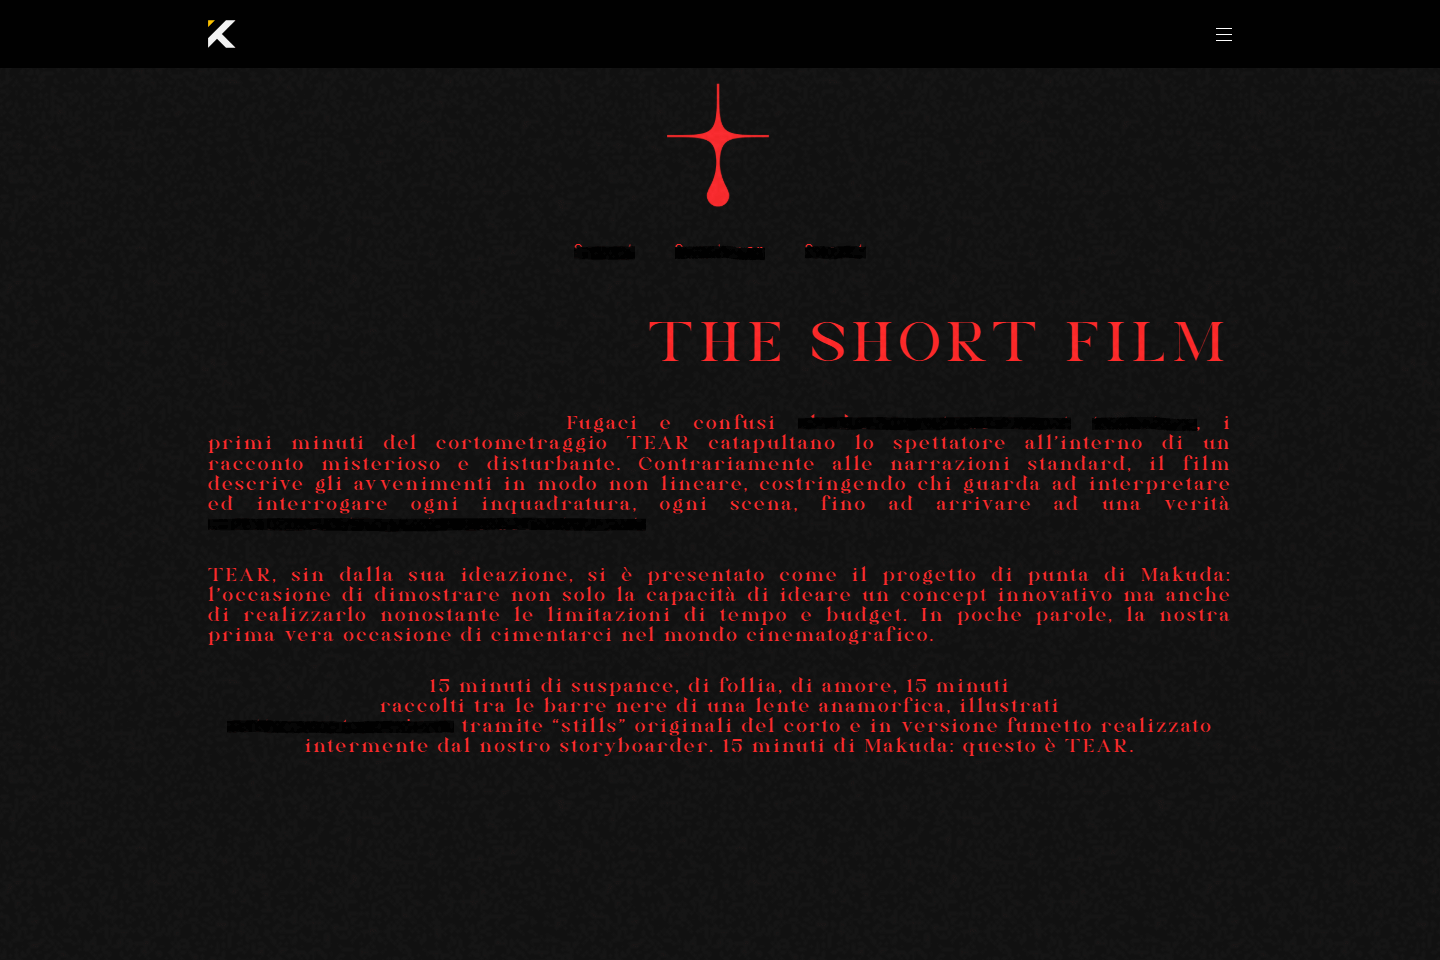 THE SHORT FILM
Fugaci e confusi , i
primi minuti del cortometraggio TEAR catapultano lo spettatore all'interno di un
racconto misterioso e disturbante. Contrariamente alle narrazioni standard, il film
descrive gli avvenimenti in modo non lineare, costringendo chi guarda ad interpretare
ed interrogare ogni inquadratura, ogni scena, fino ad arrivare ad una verità
TEAR, sin dalla sua ideazione, si è presentato come il progetto di punta di Makuda:
l'occasione di dimostrare non solo la capacità di ideare un concept innovativo ma anche
di realizzarlo nonostante le limitazioni di tempo e budget. In poche parole, la nostra
prima vera occasione di cimentarci nel mondo cinematografico.
15 minuti di suspance, di follia, di amore, 15 minuti
raccolti tra le barre nere di una lente anamorfica, illustrati
tramite “stills” originali del corto e in versione fumetto realizzato
intermente dal nostro storyboarder. 15 minuti di Makuda: questo è TEAR.